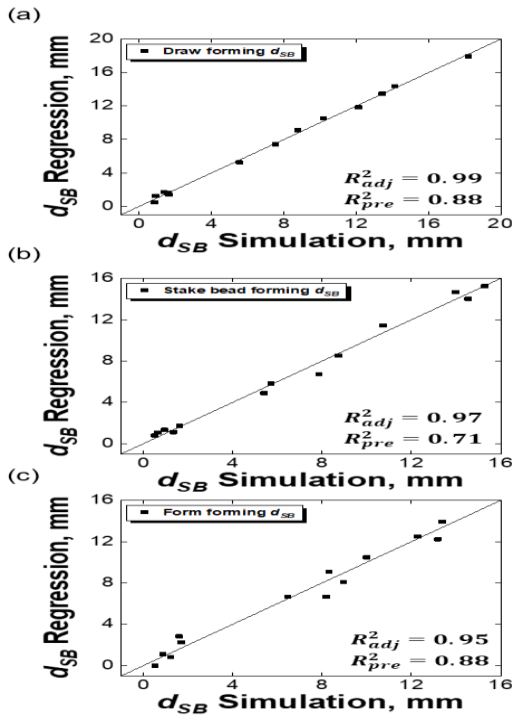 (a)
20
16
12
8
4
0
d_SB Regression, mm
Draw forming d_SB
R²_adj = 0.99
R²_pre = 0.88
0 4 8 12 16 20
d_SB Simulation, mm
(b)
16
12
8
4
0
d_SB Regression, mm
Stake bead forming d_SB
R²_adj = 0.97
R²_pre = 0.71
0 4 8 12 16
d_SB Simulation, mm
(c)
16
12
8
4
0
d_SB Regression, mm
Form forming d_SB
R²_adj = 0.95
R²_pre = 0.88
0 4 8 12 16
d_SB Simulation, mm